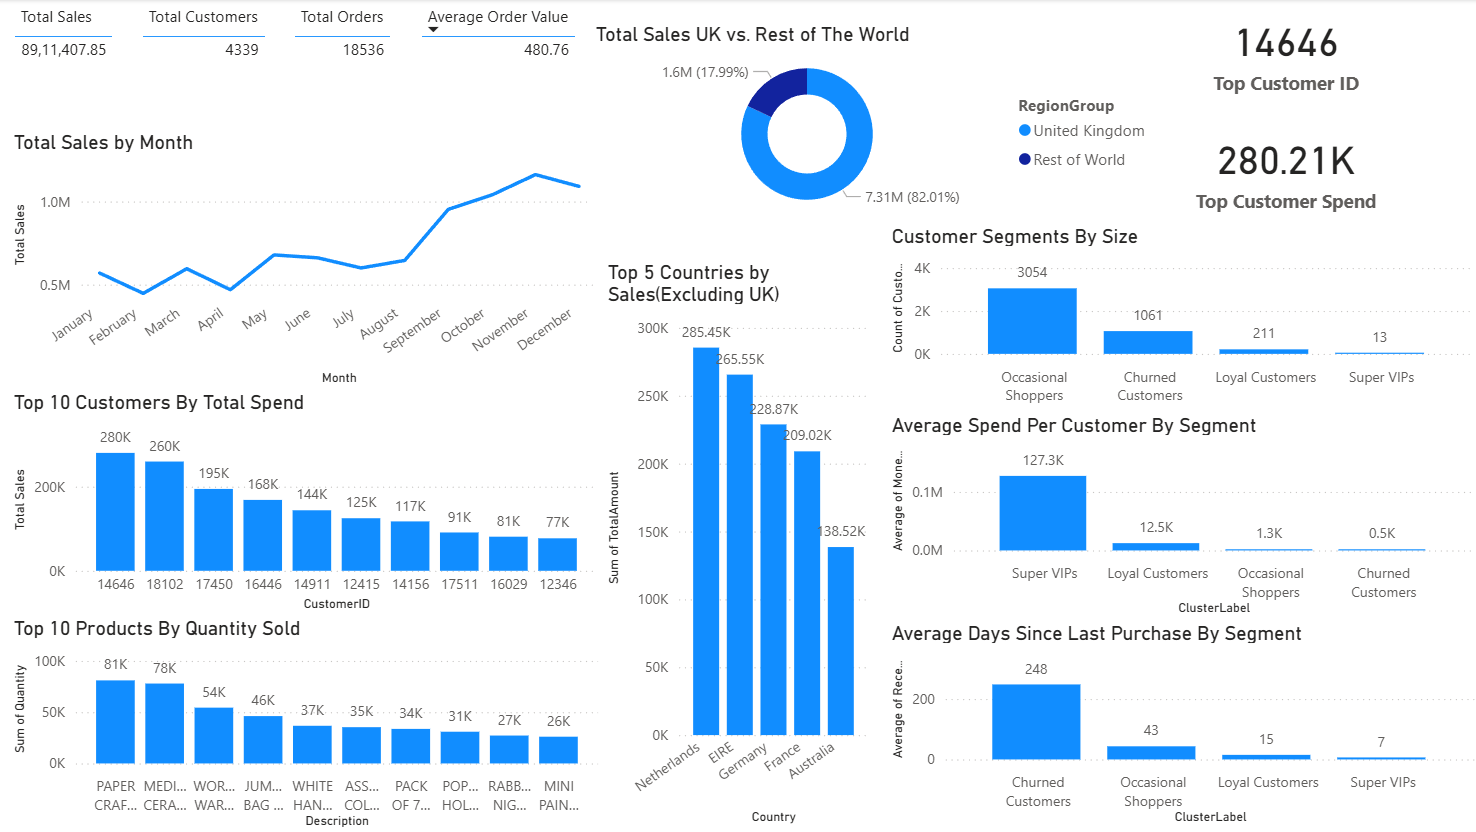 Total Sales
89,11,407.85
Total Customers
4339
Total Orders
18536
Average Order Value
480.76
Total Sales UK vs. Rest of The World
1.6M (17.99%)
7.31M (82.01%)
RegionGroup
United Kingdom
Rest of World
14646
Top Customer ID
280.21K
Top Customer Spend
Total Sales by Month
Total Sales
1.0M
0.5M
January
February
March
April
May
June
July
August
September
October
November
December
Month
Top 10 Customers By Total Spend
Total Sales
200K
0K
280K
260K
195K
168K
144K
125K
117K
91K
81K
77K
14646
18102
17450
16446
14911
12415
14156
17511
16029
12346
CustomerID
Top 10 Products By Quantity Sold
Sum of Quantity
100K
50K
0K
81K
78K
54K
46K
37K
35K
34K
31K
27K
26K
PAPER
CRAF...
MEDI...
CERA...
WOR...
WAR...
JUM...
BAG ...
WHITE
HAN...
ASS...
COL...
PACK
OF 7...
POP...
HOL...
RABB...
NIG...
MINI
PAIN...
Description
Top 5 Countries by
Sales(Excluding UK)
Sum of TotalAmount
300K
250K
200K
150K
100K
50K
0K
285.45K
265.55K
228.87K
209.02K
138.52K
Netherlands
EIRE
Germany
France
Australia
Country
Customer Segments By Size
Count of Custo...
4K
2K
0K
3054
1061
211
13
Occasional
Shoppers
Churned
Customers
Loyal Customers
Super VIPs
Average Spend Per Customer By Segment
Average of Mone...
0.1M
0.0M
127.3K
12.5K
1.3K
0.5K
Super VIPs
Loyal Customers
Occasional
Shoppers
Churned
Customers
ClusterLabel
Average Days Since Last Purchase By Segment
Average of Rece...
200
0
248
43
15
7
Churned
Customers
Occasional
Shoppers
Loyal Customers
Super VIPs
ClusterLabel